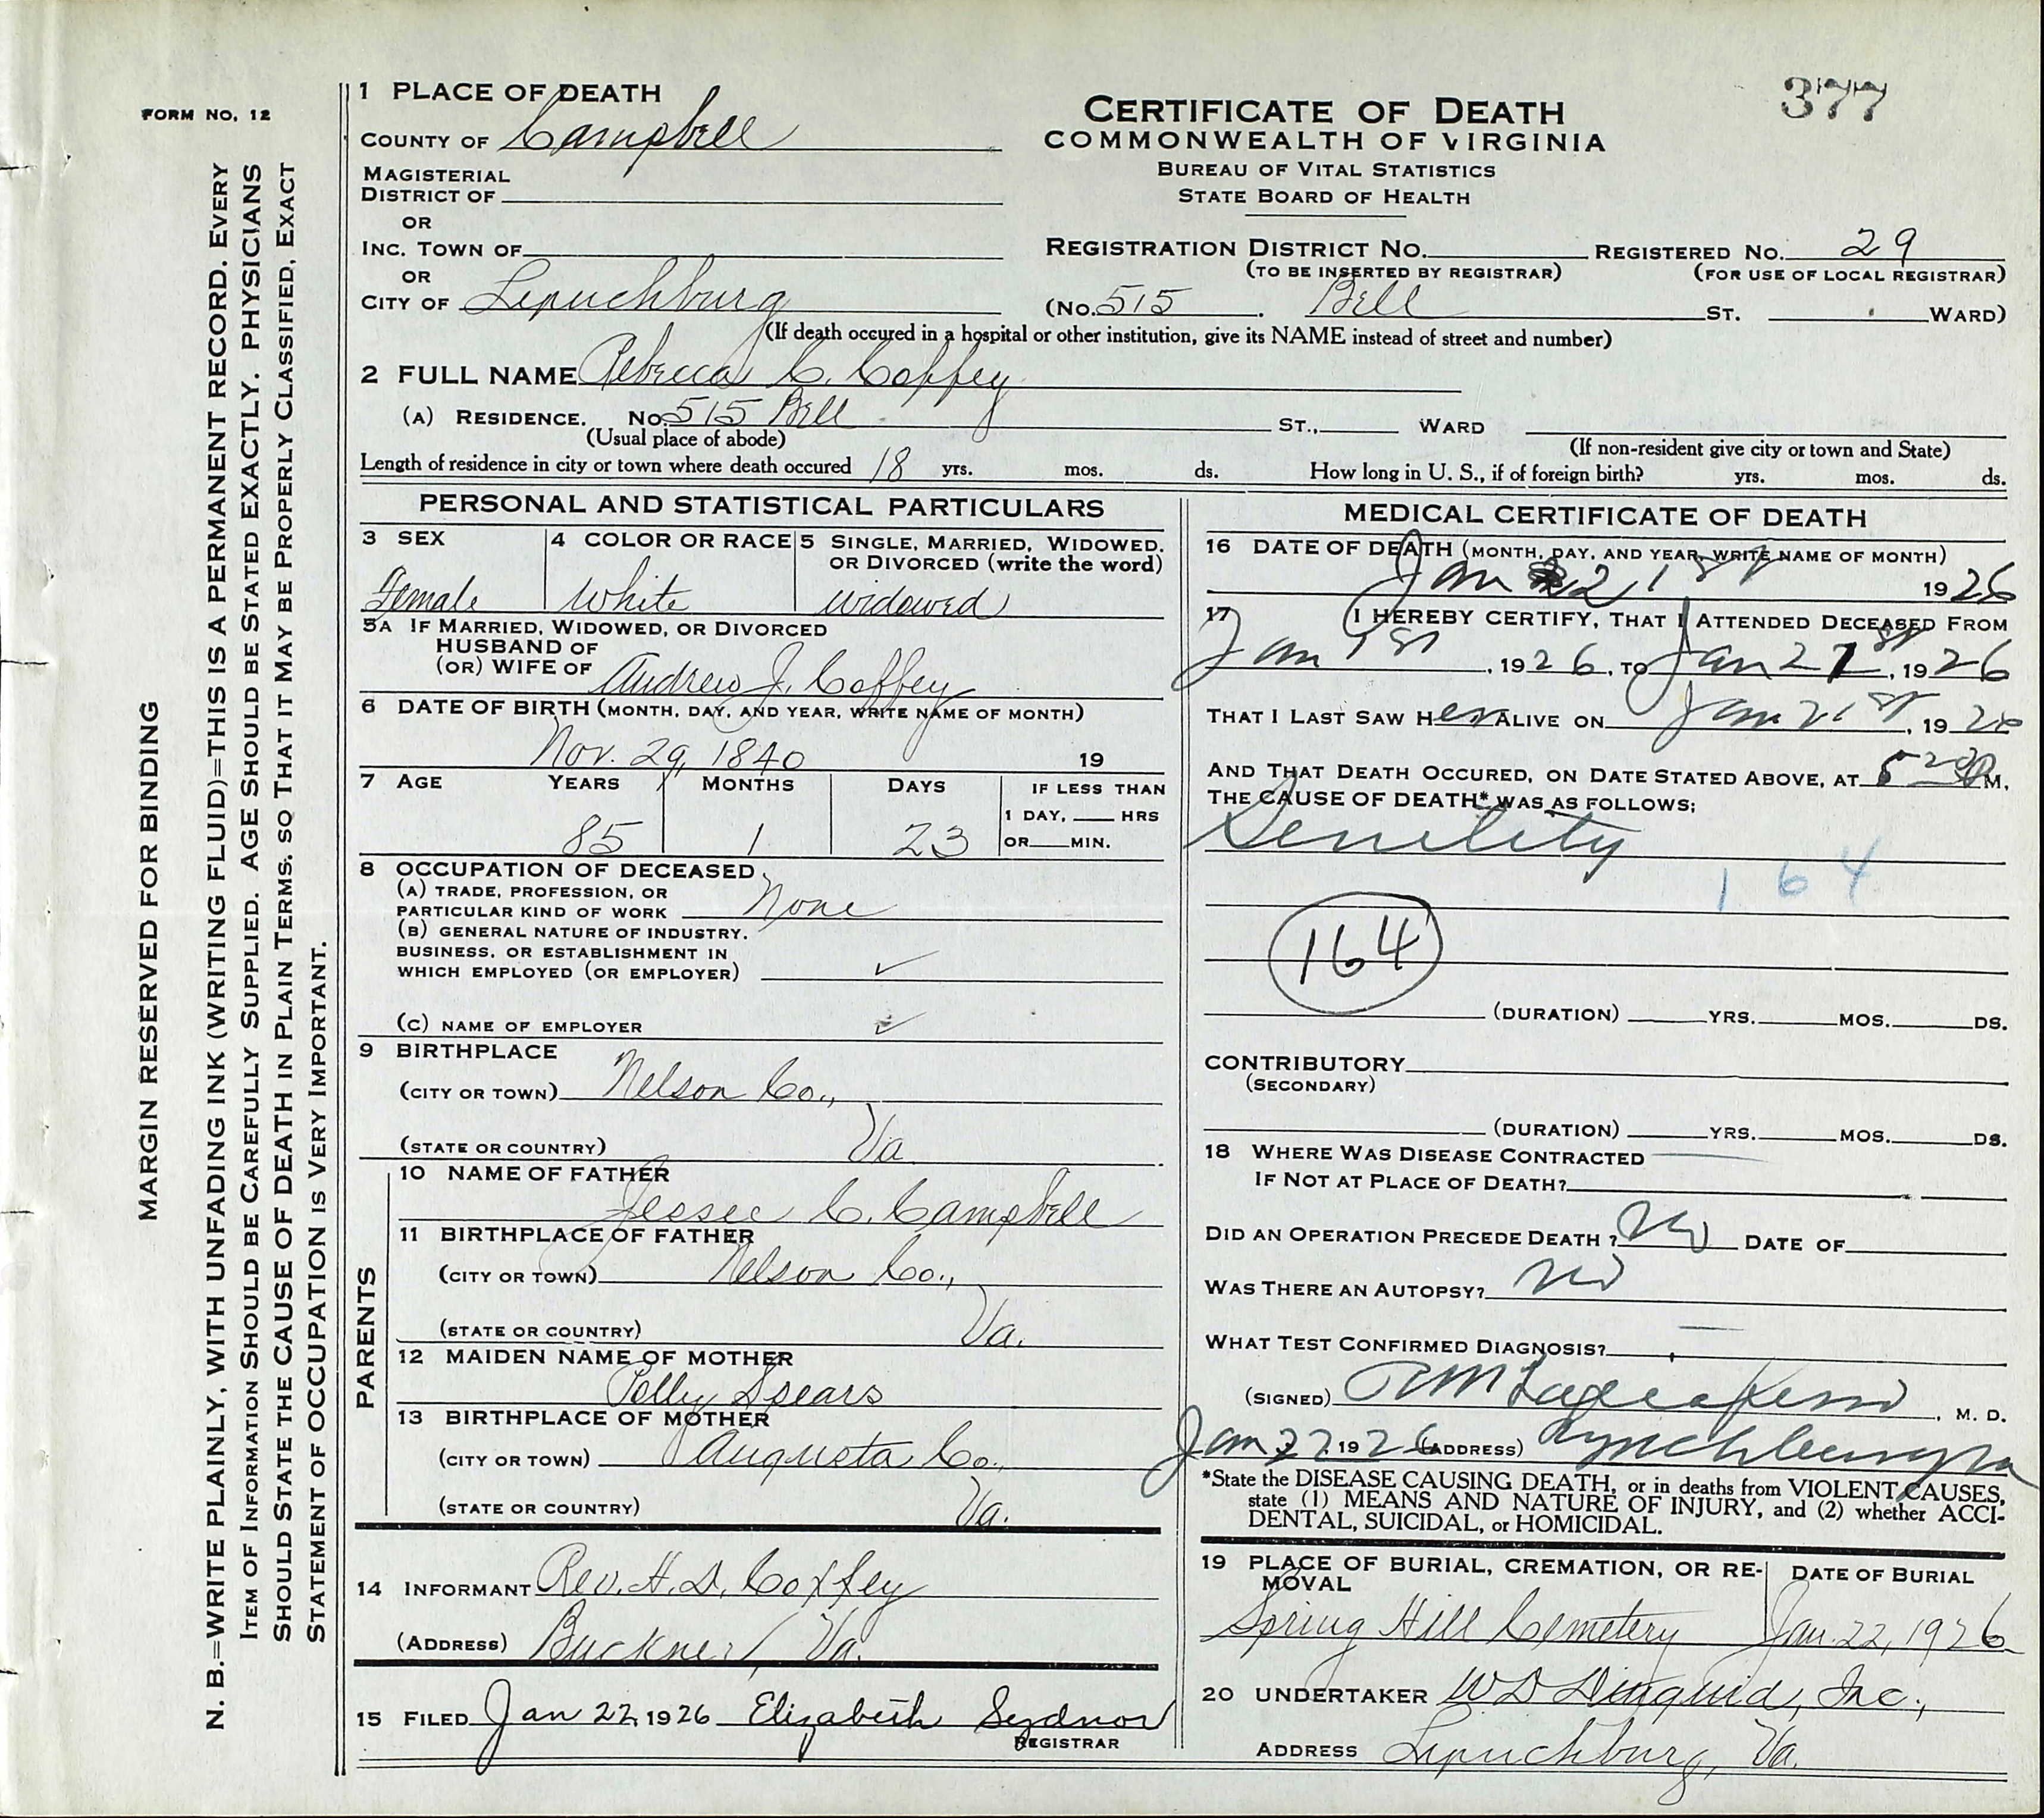 377
FORM NO. 12
MARGIN RESERVED FOR BINDING
N. B.=WRITE PLAINLY, WITH UNFADING INK (WRITING FLUID)=THIS IS A PERMANENT RECORD. EVERY
ITEM OF INFORMATION SHOULD BE CAREFULLY SUPPLIED. AGE SHOULD BE STATED EXACTLY. PHYSICIANS
SHOULD STATE THE CAUSE OF DEATH IN PLAIN TERMS. SO THAT IT MAY BE PROPERLY CLASSIFIED, EXACT
STATEMENT OF OCCUPATION IS VERY IMPORTANT.
1 PLACE OF DEATH
COUNTY OF Campbell
MAGISTERIAL
DISTRICT OF
OR
INC. TOWN OF
OR
CITY OF Lynchburg
CERTIFICATE OF DEATH
COMMONWEALTH OF VIRGINIA
BUREAU OF VITAL STATISTICS
STATE BOARD OF HEALTH
REGISTRATION DISTRICT NO. REGISTERED NO. 29
(TO BE INSERTED BY REGISTRAR) (FOR USE OF LOCAL REGISTRAR)
(No. 515 Bell ST. WARD)
(If death occured in a hospital or other institution, give its NAME instead of street and number)
2 FULL NAME Rebecca C. Coffey
(A) RESIDENCE. No. 515 Bell ST., WARD
(Usual place of abode) (If non-resident give city or town and State)
Length of residence in city or town where death occured 18 yrs. mos. ds. How long in U. S., if of foreign birth? yrs. mos. ds.
PERSONAL AND STATISTICAL PARTICULARS
3 SEX 4 COLOR OR RACE 5 SINGLE, MARRIED, WIDOWED,
OR DIVORCED (write the word)
Female White widowed
5A IF MARRIED, WIDOWED, OR DIVORCED
HUSBAND OF
(OR) WIFE OF Andrew J. Coffey
6 DATE OF BIRTH (MONTH, DAY, AND YEAR, WRITE NAME OF MONTH)
Nov. 29, 1840 19
7 AGE YEARS MONTHS DAYS IF LESS THAN
1 DAY, HRS
85 1 23 OR MIN.
8 OCCUPATION OF DECEASED
(A) TRADE, PROFESSION, OR
PARTICULAR KIND OF WORK None
(B) GENERAL NATURE OF INDUSTRY.
BUSINESS, OR ESTABLISHMENT IN
WHICH EMPLOYED (OR EMPLOYER) ✓
(C) NAME OF EMPLOYER ✓
9 BIRTHPLACE
(CITY OR TOWN) Nelson Co.,
(STATE OR COUNTRY) Va
PARENTS
10 NAME OF FATHER
Jessee C. Campbell
11 BIRTHPLACE OF FATHER
(CITY OR TOWN) Nelson Co.,
(STATE OR COUNTRY) Va.
12 MAIDEN NAME OF MOTHER
Polly Spears
13 BIRTHPLACE OF MOTHER
(CITY OR TOWN) Augusta Co.,
(STATE OR COUNTRY) Va.
14 INFORMANT Rev. H. D. Coffey
(ADDRESS) Buckner, Va.
15 FILED Jan 22, 1926 Elizabeth Sydnor
REGISTRAR
MEDICAL CERTIFICATE OF DEATH
16 DATE OF DEATH (MONTH, DAY, AND YEAR, WRITE NAME OF MONTH)
Jan 21st 1926
17 I HEREBY CERTIFY, THAT I ATTENDED DECEASED FROM
Jan 1st, 1926, TO Jan 21st, 1926
THAT I LAST SAW HER ALIVE ON Jan 21st, 1926
AND THAT DEATH OCCURED, ON DATE STATED ABOVE, AT M.
THE CAUSE OF DEATH* WAS AS FOLLOWS:
Senility
164
164
(DURATION) YRS. MOS. DS.
CONTRIBUTORY
(SECONDARY)
(DURATION) YRS. MOS. DS.
18 WHERE WAS DISEASE CONTRACTED
IF NOT AT PLACE OF DEATH?
DID AN OPERATION PRECEDE DEATH? No DATE OF
WAS THERE AN AUTOPSY? No
WHAT TEST CONFIRMED DIAGNOSIS?
(SIGNED) , M. D.
Jan 22, 1926 (ADDRESS) Lynchburg Va
*State the DISEASE CAUSING DEATH, or in deaths from VIOLENT CAUSES,
state (1) MEANS AND NATURE OF INJURY, and (2) whether ACCI-
DENTAL, SUICIDAL, or HOMICIDAL.
19 PLACE OF BURIAL, CREMATION, OR RE- DATE OF BURIAL
MOVAL
Spring Hill Cemetery Jan. 22, 1926
20 UNDERTAKER W D Diuguid, Inc.,
ADDRESS Lynchburg, Va.